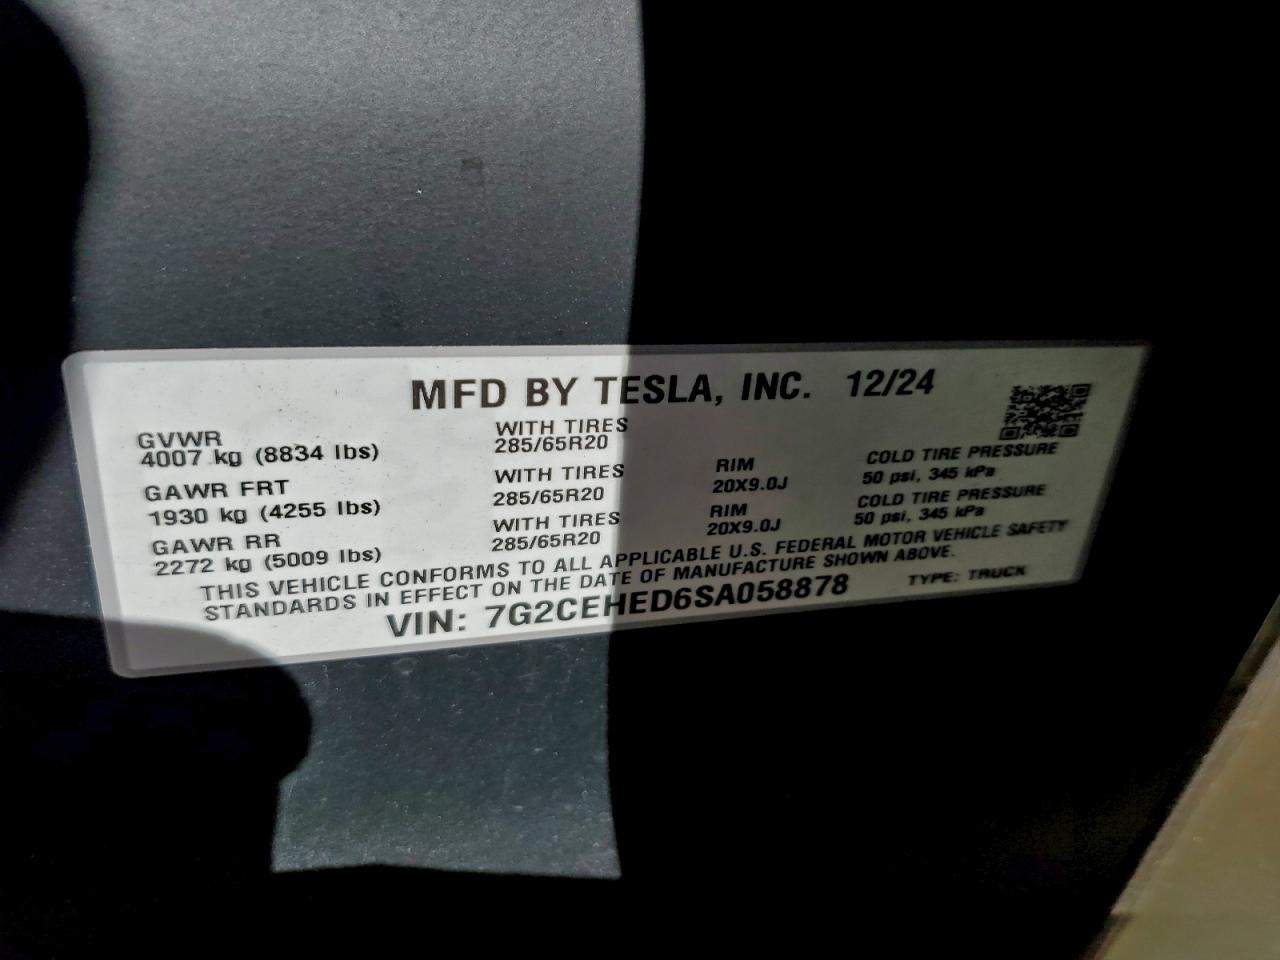 MFD BY TESLA, INC. 12/24
GVWR
4007 kg (8834 lbs)
WITH TIRES
285/65R20
GAWR FRT
1930 kg (4255 lbs)
WITH TIRES
285/65R20
RIM
20X9.0J
COLD TIRE PRESSURE
50 psi, 345 kPa
GAWR RR
2272 kg (5009 lbs)
WITH TIRES
285/65R20
RIM
20X9.0J
COLD TIRE PRESSURE
50 psi, 345 kPa
THIS VEHICLE CONFORMS TO ALL APPLICABLE U.S. FEDERAL MOTOR VEHICLE SAFETY
STANDARDS IN EFFECT ON THE DATE OF MANUFACTURE SHOWN ABOVE.
VIN: 7G2CEHED6SA058878
TYPE: TRUCK